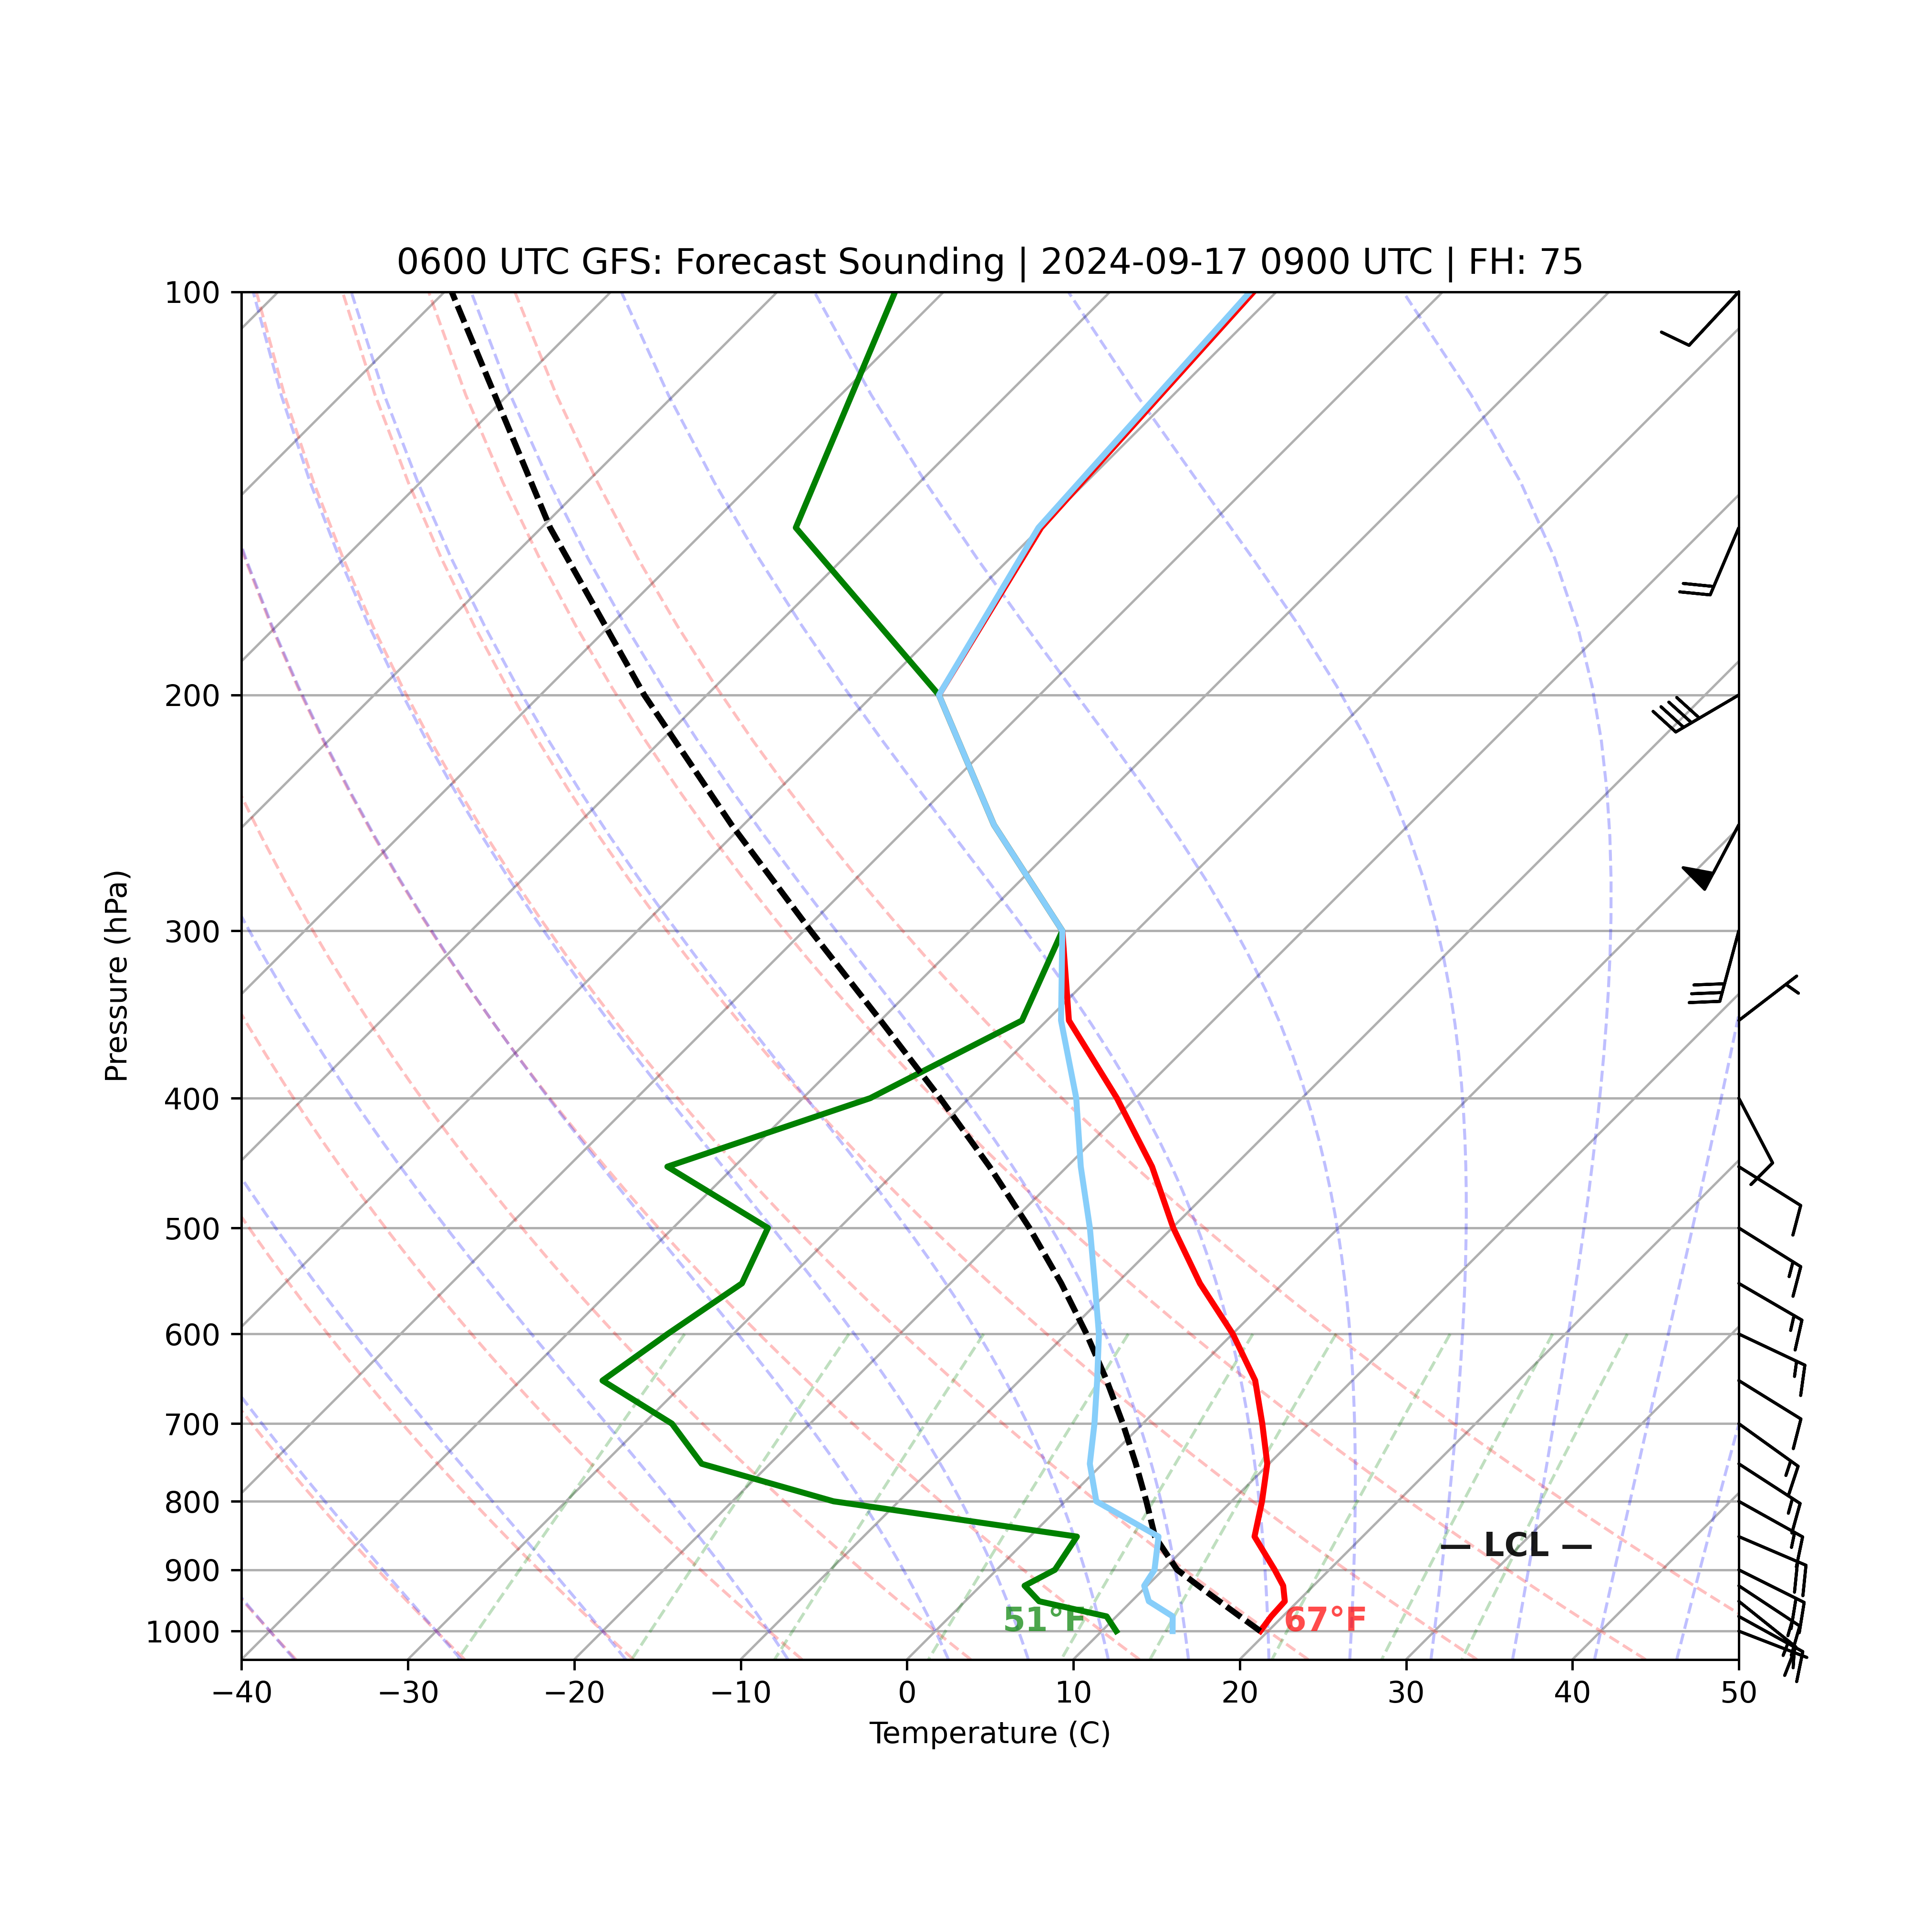 0600 UTC GFS: Forecast Sounding | 2024-09-17 0900 UTC | FH: 75
100
200
300
400
500
600
700
800
900
1000
Pressure (hPa)
— LCL —
51°F
67°F
−40 −30 −20 −10 0 10 20 30 40 50
Temperature (C)